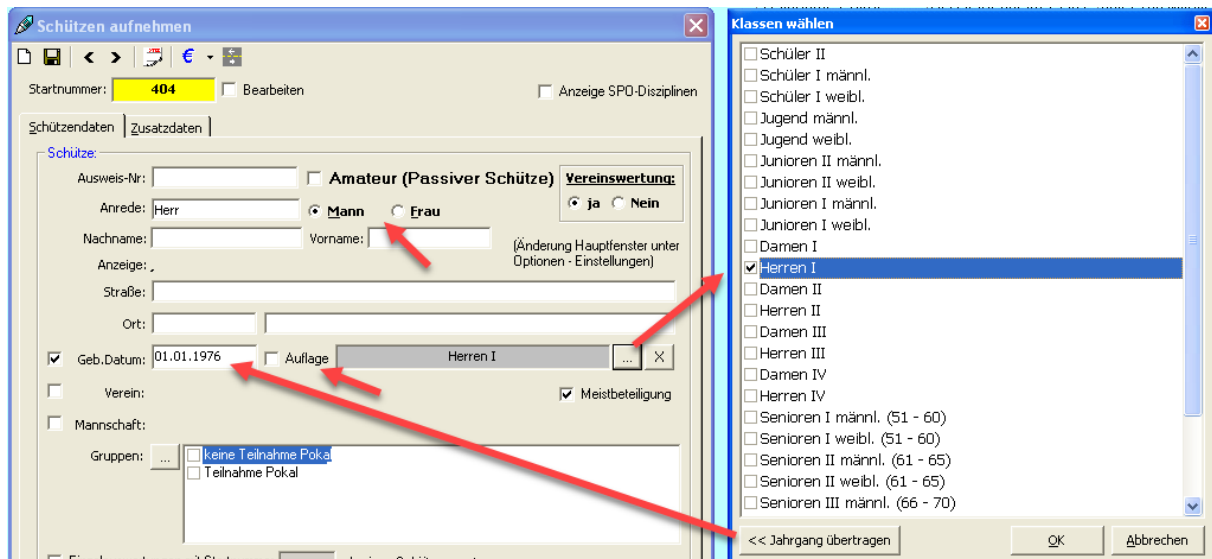 Schützen aufnehmen
Startnummer: 404 Bearbeiten Anzeige SPO-Disziplinen
Schützendaten Zusatzdaten
Schütze:
Ausweis-Nr: Amateur (Passiver Schütze) Vereinswertung:
Anrede: Herr Mann Frau ja Nein
Nachname: Vorname: (Änderung Hauptfenster unter
Anzeige: , Optionen - Einstellungen)
Straße:
Ort:
Geb.Datum: 01.01.1976 Auflage Herren I ... X
Verein: Meistbeteiligung
Mannschaft:
Gruppen: ... keine Teilnahme Pokal
Teilnahme Pokal
Klassen wählen
Schüler II
Schüler I männl.
Schüler I weibl.
Jugend männl.
Jugend weibl.
Junioren II männl.
Junioren II weibl.
Junioren I männl.
Junioren I weibl.
Damen I
Herren I
Damen II
Herren II
Damen III
Herren III
Damen IV
Herren IV
Senioren I männl. (51 - 60)
Senioren I weibl. (51 - 60)
Senioren II männl. (61 - 65)
Senioren II weibl. (61 - 65)
Senioren III männl. (66 - 70)
<< Jahrgang übertragen OK Abbrechen